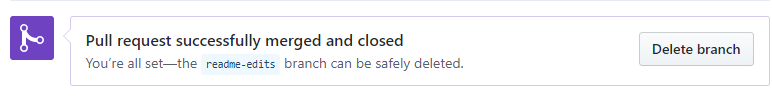 Pull request successfully merged and closed
You’re all set—the readme-edits branch can be safely deleted.
Delete branch